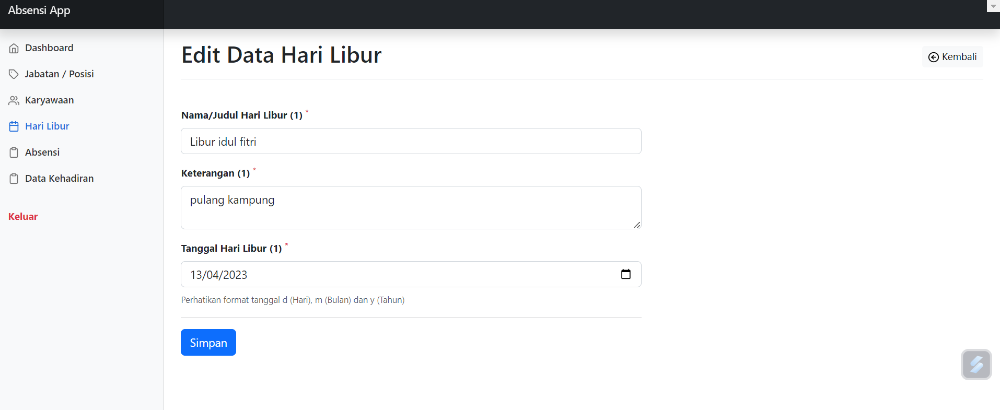 Absensi App
Dashboard
Jabatan / Posisi
Karyawaan
Hari Libur
Absensi
Data Kehadiran
Keluar
Edit Data Hari Libur
Kembali
Nama/Judul Hari Libur (1) *
Libur idul fitri
Keterangan (1) *
pulang kampung
Tanggal Hari Libur (1) *
13/04/2023
Perhatikan format tanggal d (Hari), m (Bulan) dan y (Tahun)
Simpan